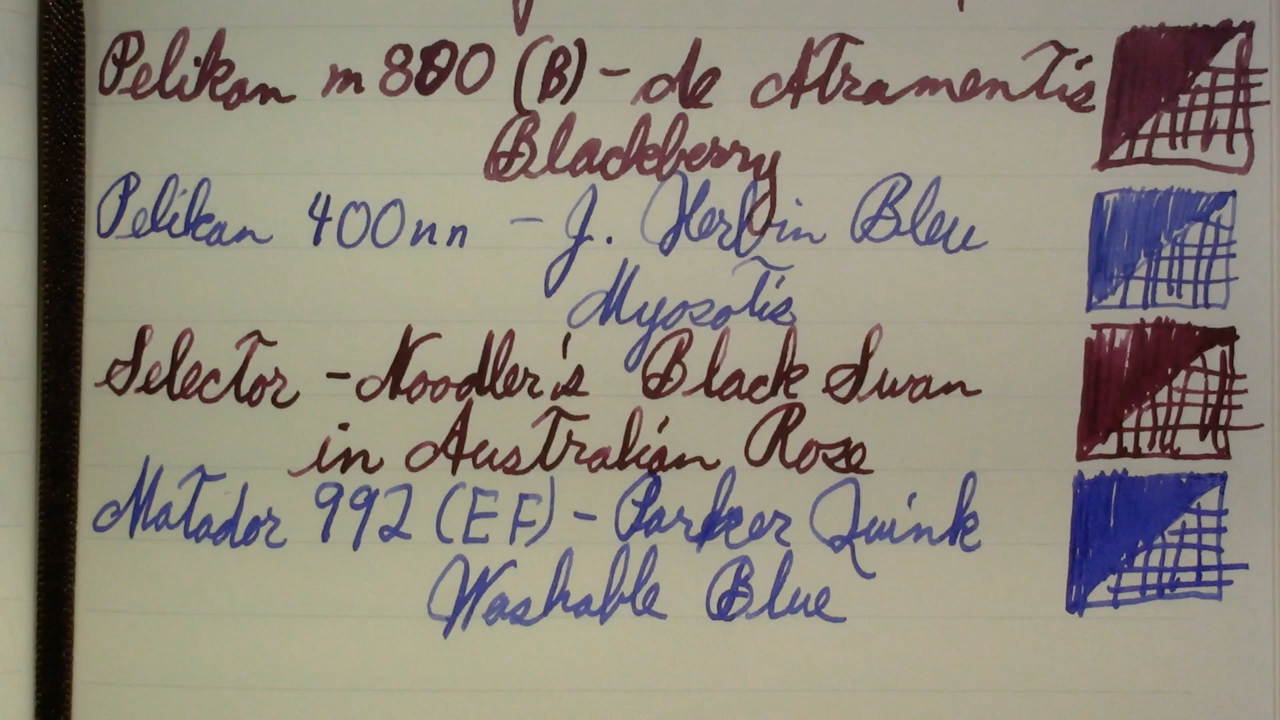 Pelikan m800 (B) - de Atramentis
Blackberry
Pelikan 400nn - J. Herbin Bleu
Myosotis
Selector - Noodler's Black Swan
in Australian Rose
Matador 992 (EF) - Parker Quink
Washable Blue